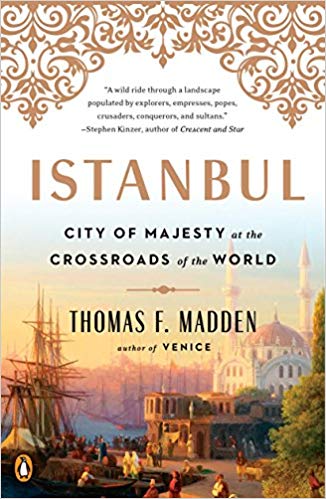 "A wild ride through a landscape
populated by explorers, empresses, popes,
crusaders, conquerors, and sultans."
—Stephen Kinzer, author of Crescent and Star
ISTANBUL
CITY OF MAJESTY at the
CROSSROADS of the WORLD
THOMAS F. MADDEN
author of VENICE